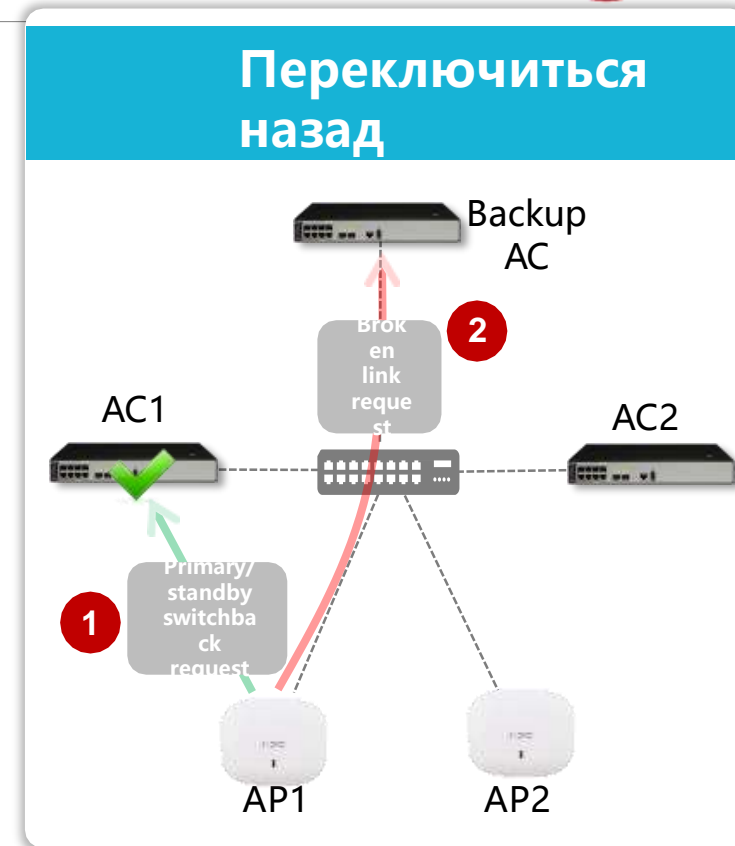 Переключиться
назад
Backup
AC
Brok
en
link
reque
st
2
AC1
AC2
Primary/
standby
switchba
ck
request
1
AP1
AP2